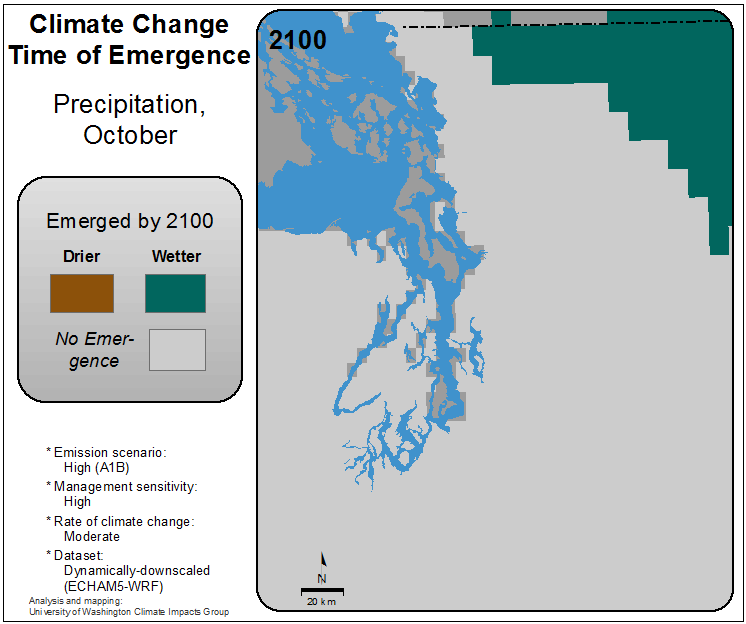 Climate Change
Time of Emergence
Precipitation,
October
Emerged by 2100
Drier
Wetter
No Emer-
gence
* Emission scenario:
High (A1B)
* Management sensitivity:
High
* Rate of climate change:
Moderate
* Dataset:
Dynamically-downscaled
(ECHAM5-WRF)
Analysis and mapping:
University of Washington Climate Impacts Group
2100
N
20 km